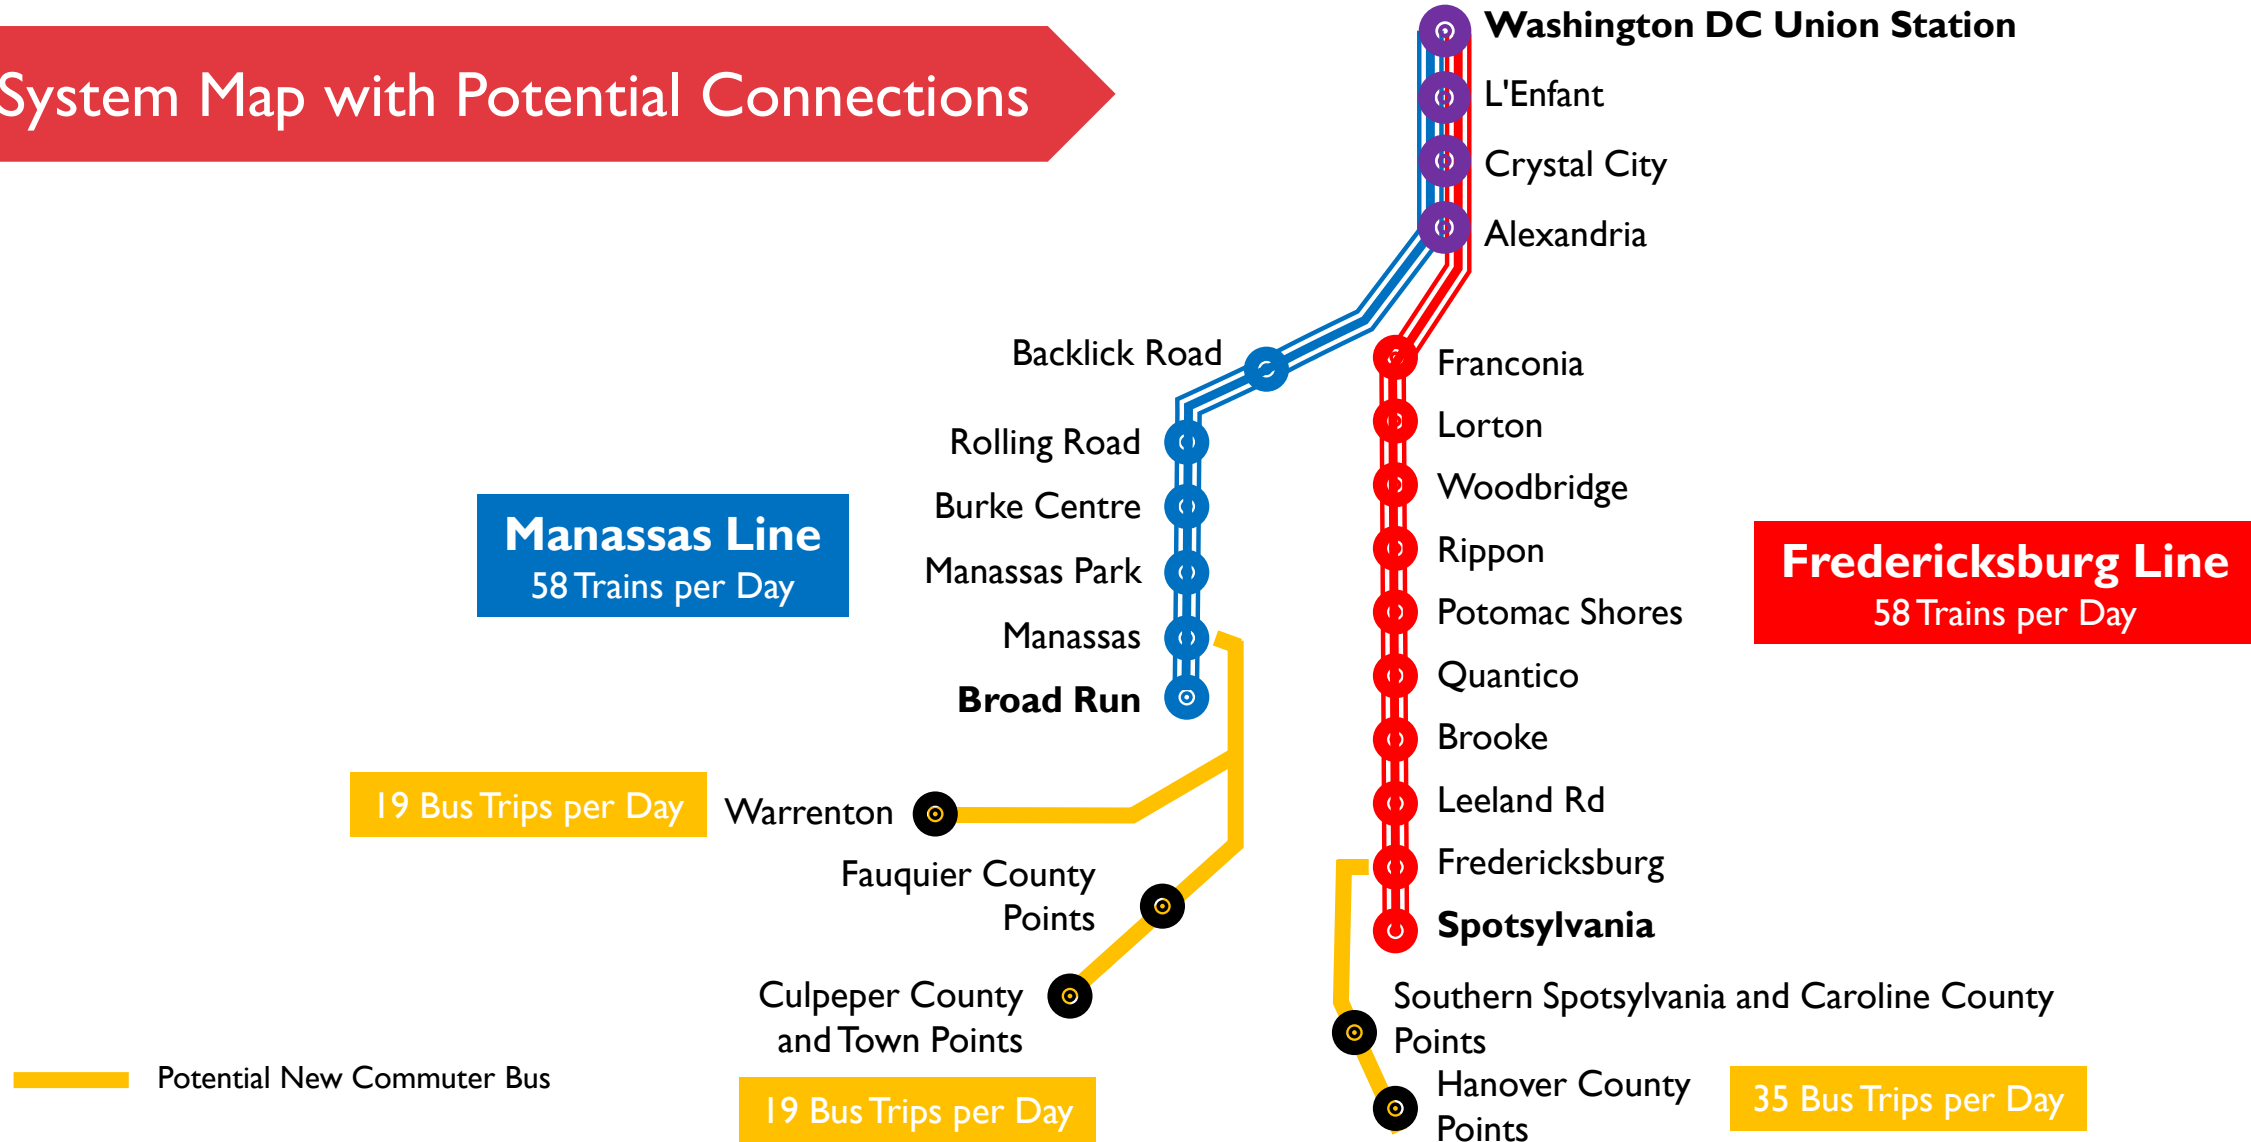 System Map with Potential Connections
Washington DC Union Station
L'Enfant
Crystal City
Alexandria
Backlick Road
Rolling Road
Burke Centre
Manassas Park
Manassas
Broad Run
Manassas Line
58 Trains per Day
Franconia
Lorton
Woodbridge
Rippon
Potomac Shores
Quantico
Brooke
Leeland Rd
Fredericksburg
Spotsylvania
Fredericksburg Line
58 Trains per Day
19 Bus Trips per Day
Warrenton
Fauquier County
Points
Culpeper County
and Town Points
19 Bus Trips per Day
Southern Spotsylvania and Caroline County
Points
Hanover County
Points
35 Bus Trips per Day
Potential New Commuter Bus